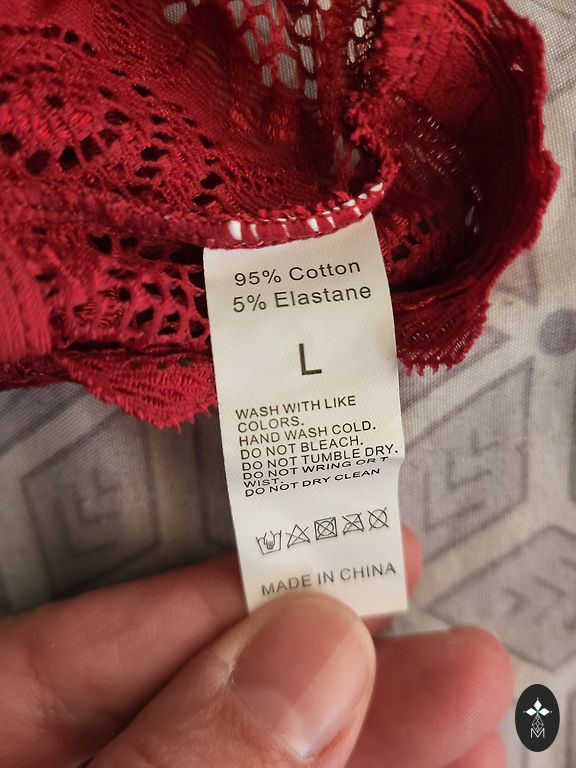 95% Cotton
5% Elastane
L
WASH WITH LIKE
COLORS.
HAND WASH COLD.
DO NOT BLEACH.
DO NOT TUMBLE DRY.
DO NOT WRING OR T
WIST.
DO NOT DRY CLEAN
MADE IN CHINA